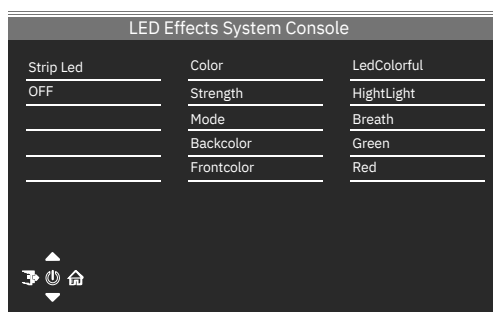 LED Effects System Console
Strip Led Color LedColorful
OFF Strength HightLight
Mode Breath
Backcolor Green
Frontcolor Red